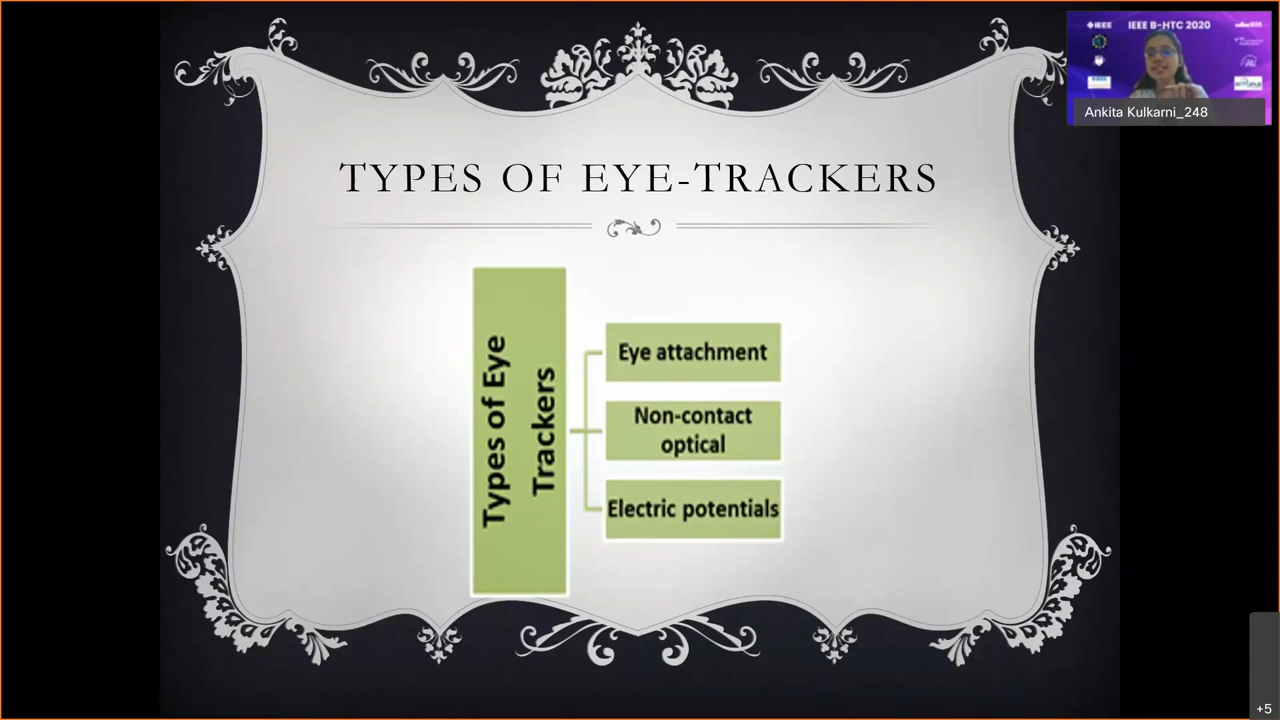 IEEE
IEEE B-HTC 2020
Ankita Kulkarni_248
TYPES OF EYE-TRACKERS
Types of Eye
Trackers
Eye attachment
Non-contact
optical
Electric potentials
+5